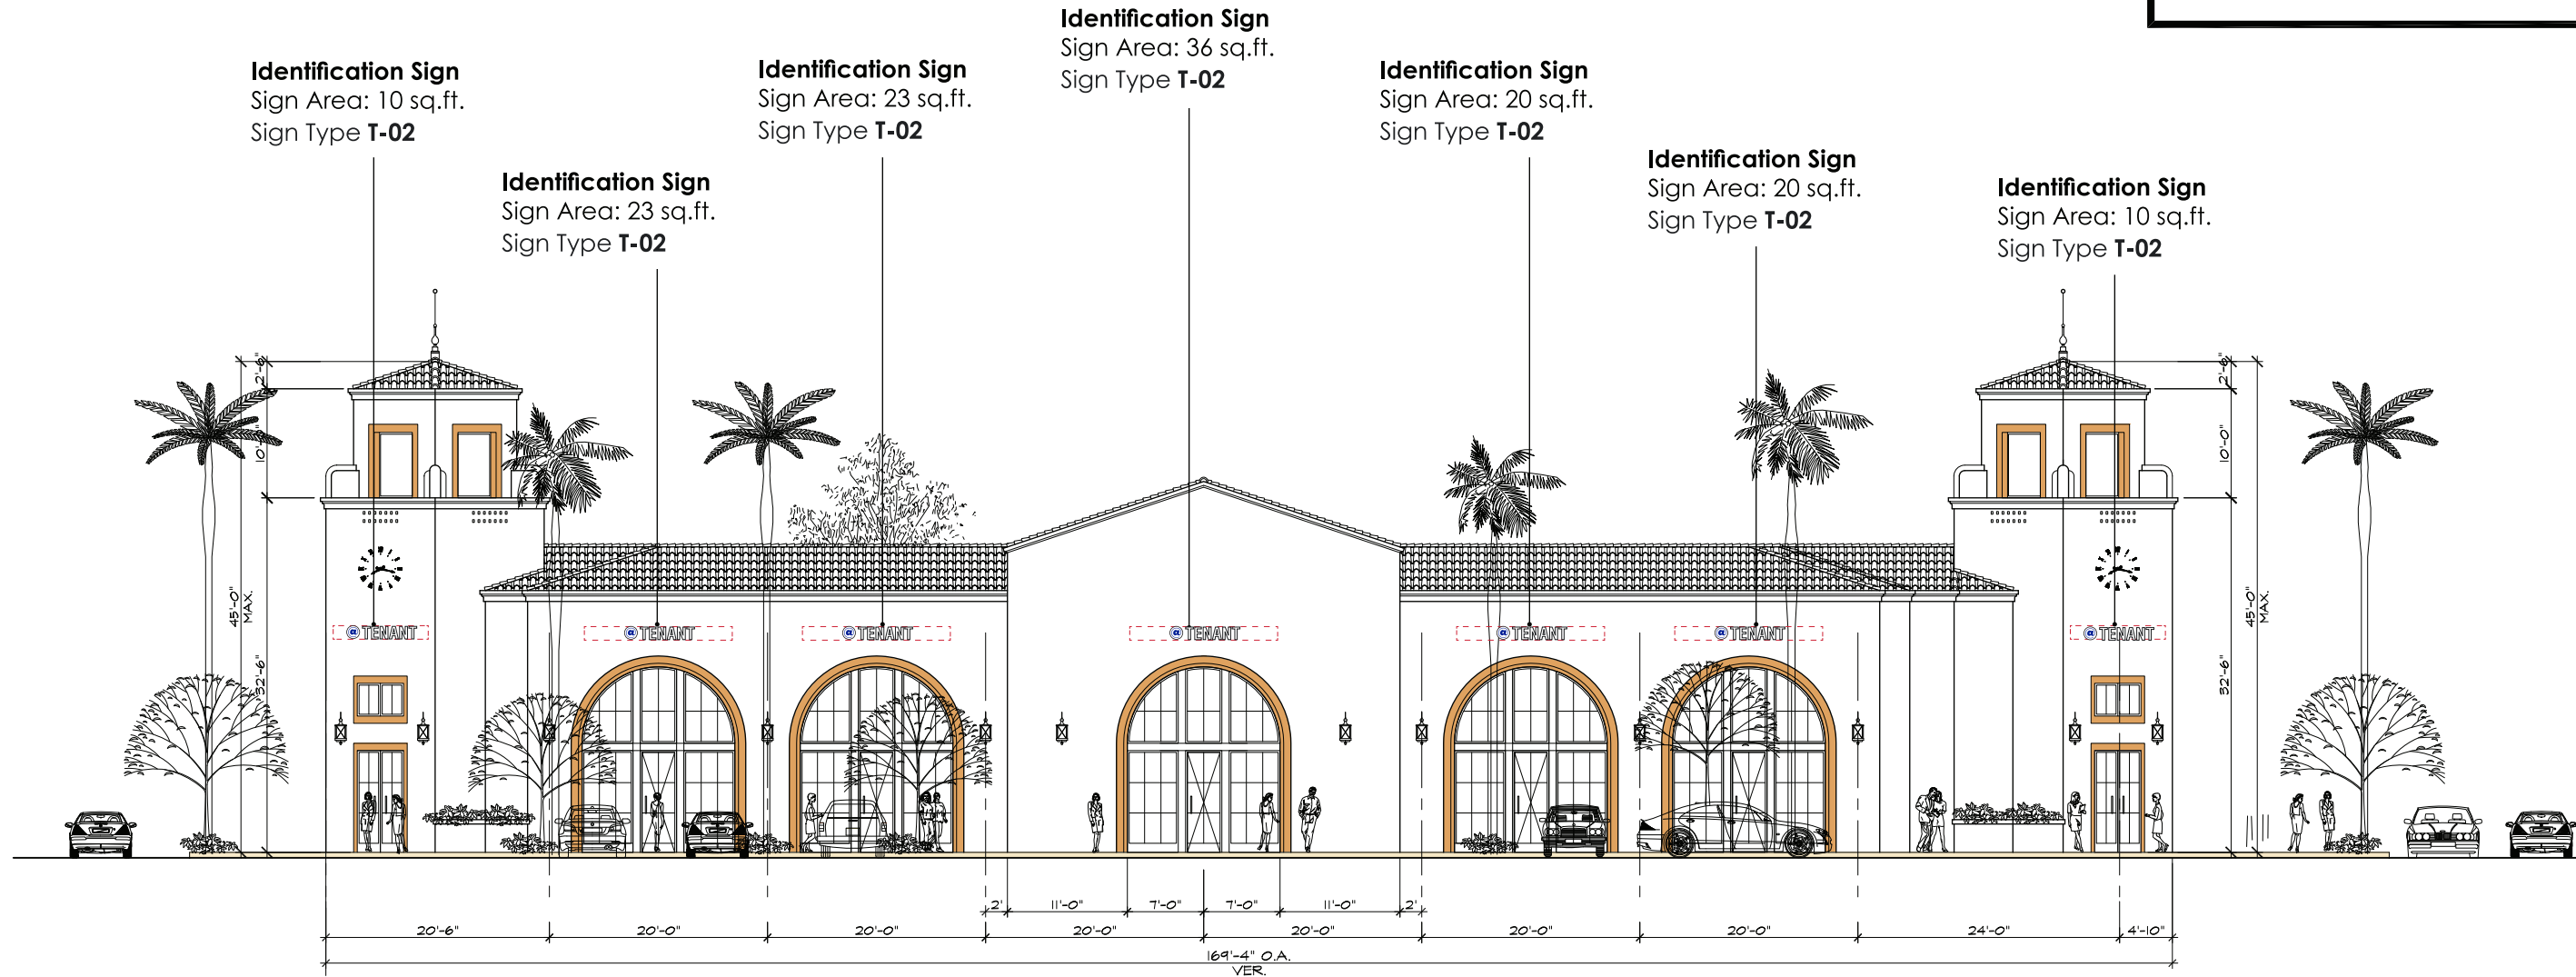 Identification Sign
Sign Area: 10 sq.ft.
Sign Type T-02
Identification Sign
Sign Area: 23 sq.ft.
Sign Type T-02
Identification Sign
Sign Area: 23 sq.ft.
Sign Type T-02
Identification Sign
Sign Area: 36 sq.ft.
Sign Type T-02
Identification Sign
Sign Area: 20 sq.ft.
Sign Type T-02
Identification Sign
Sign Area: 20 sq.ft.
Sign Type T-02
Identification Sign
Sign Area: 10 sq.ft.
Sign Type T-02
2'-6"
10'-0"
45'-0"
MAX.
32'-6"
@ TENANT
@ TENANT
@ TENANT
@ TENANT
@ TENANT
@ TENANT
@ TENANT
2'-6"
10'-0"
45'-0"
MAX.
32'-6"
2'
11'-0"
7'-0"
7'-0"
11'-0"
2'
20'-6"
20'-0"
20'-0"
20'-0"
20'-0"
20'-0"
20'-0"
24'-0"
4'-10"
169'-4" O.A.
VER.